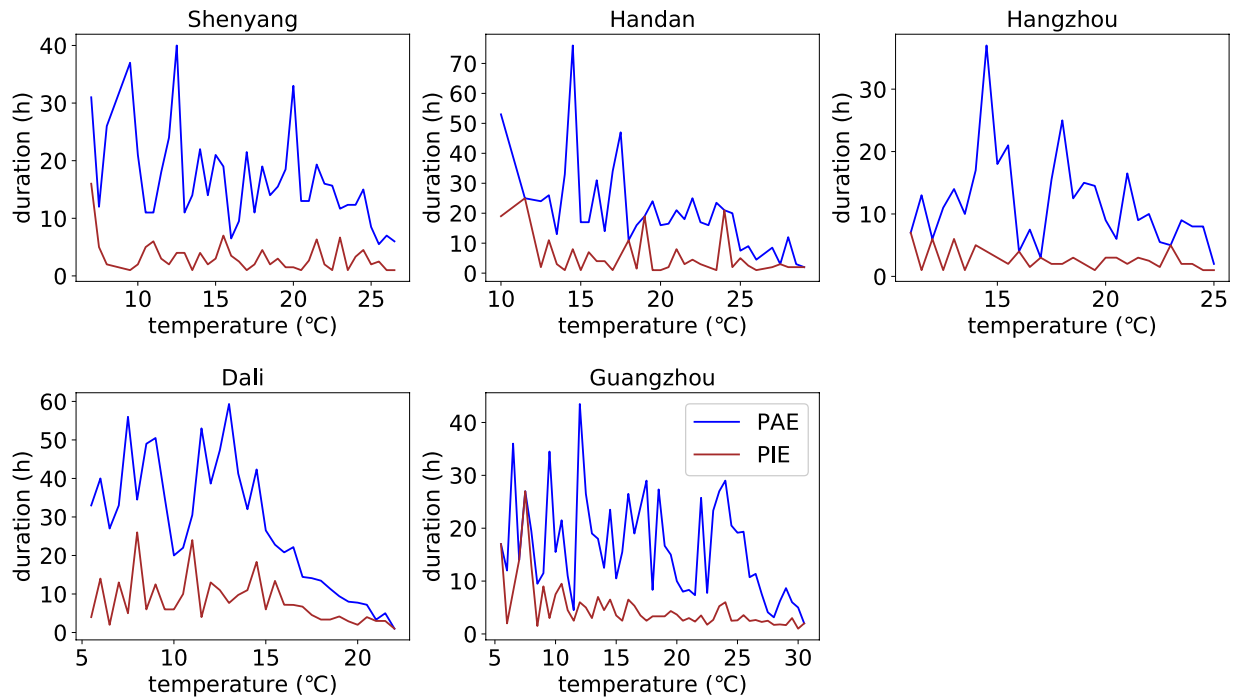 Shenyang
duration (h)
40
30
20
10
0
10
15
20
25
temperature (℃)
Handan
duration (h)
70
60
50
40
30
20
10
0
10
15
20
25
temperature (℃)
Hangzhou
duration (h)
30
20
10
0
15
20
25
temperature (℃)
Dali
duration (h)
60
50
40
30
20
10
0
5
10
15
20
temperature (℃)
Guangzhou
duration (h)
40
30
20
10
0
PAE
PIE
5
10
15
20
25
30
temperature (℃)